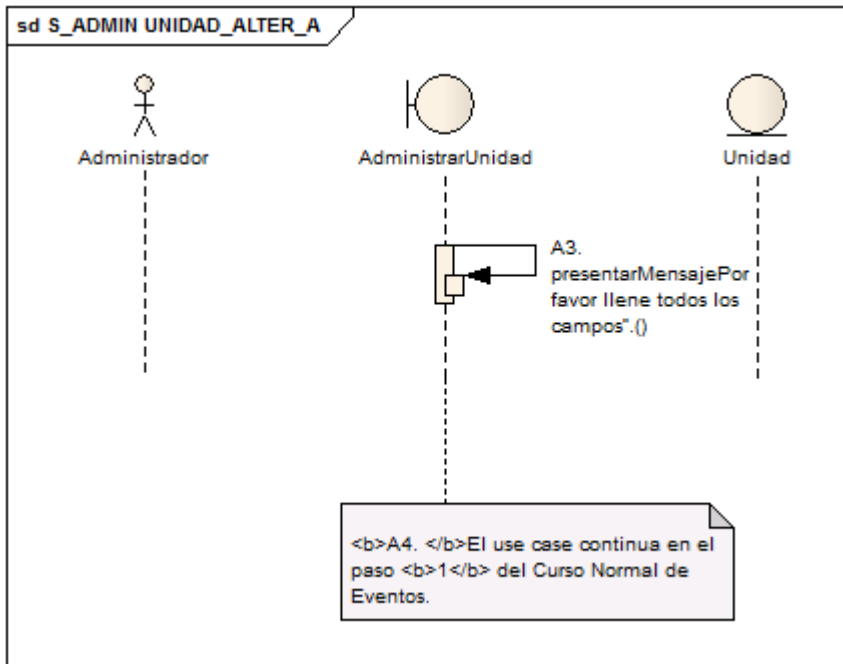 sd S_ADMIN UNIDAD_ALTER_A
Administrador
AdministrarUnidad
Unidad
A3.
presentarMensajePor
favor llene todos los
campos".()
<b>A4. </b>El use case continua en el
paso <b>1</b> del Curso Normal de
Eventos.